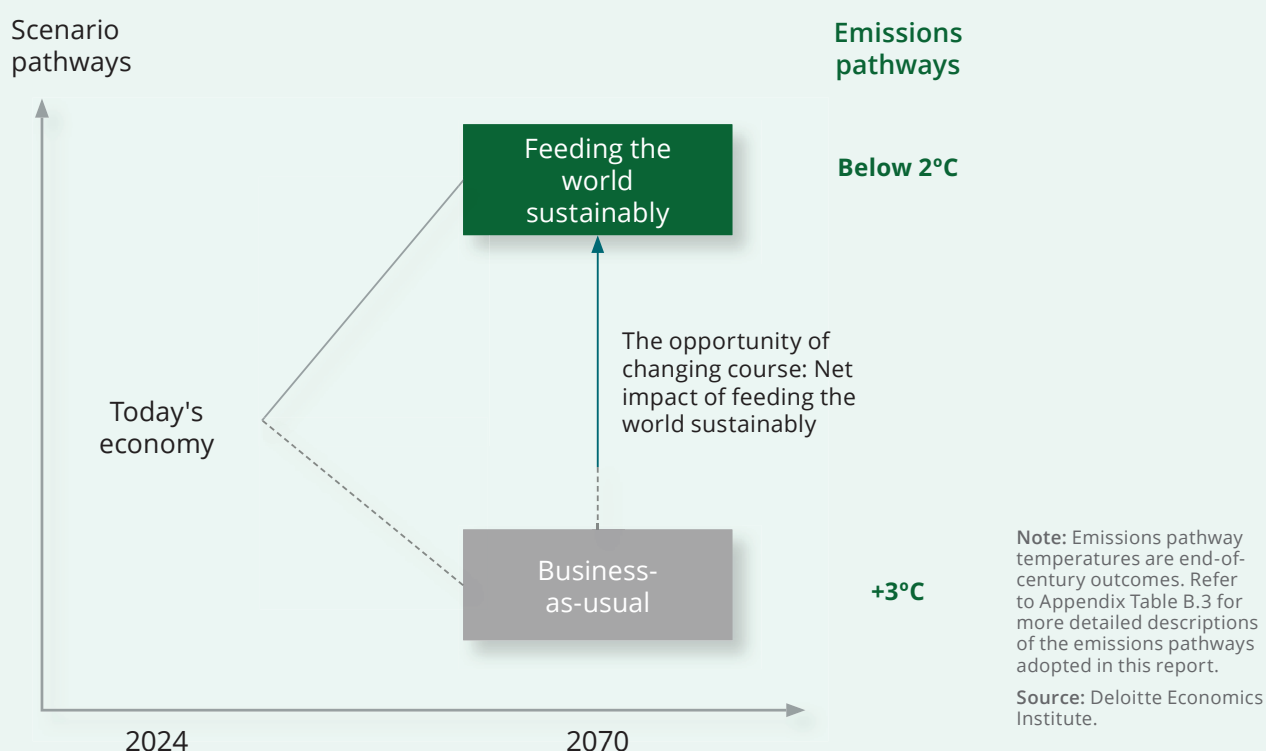 Scenario
pathways
Emissions
pathways
Feeding the
world
sustainably
Below 2°C
The opportunity of
changing course: Net
impact of feeding the
world sustainably
Today's
economy
Business-
as-usual
+3°C
Note: Emissions pathway
temperatures are end-of-
century outcomes. Refer
to Appendix Table B.3 for
more detailed descriptions
of the emissions pathways
adopted in this report.
Source: Deloitte Economics
Institute.
2024
2070